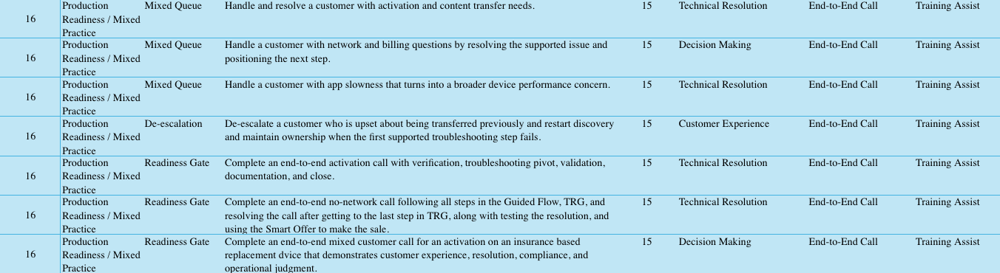 16 Production Readiness / Mixed Practice Mixed Queue Handle and resolve a customer with activation and content transfer needs. 15 Technical Resolution End-to-End Call Training Assist
16 Production Readiness / Mixed Practice Mixed Queue Handle a customer with network and billing questions by resolving the supported issue and positioning the next step. 15 Decision Making End-to-End Call Training Assist
16 Production Readiness / Mixed Practice Mixed Queue Handle a customer with app slowness that turns into a broader device performance concern. 15 Technical Resolution End-to-End Call Training Assist
16 Production Readiness / Mixed Practice De-escalation De-escalate a customer who is upset about being transferred previously and restart discovery and maintain ownership when the first supported troubleshooting step fails. 15 Customer Experience End-to-End Call Training Assist
16 Production Readiness / Mixed Practice Readiness Gate Complete an end-to-end activation call with verification, troubleshooting pivot, validation, documentation, and close. 15 Technical Resolution End-to-End Call Training Assist
16 Production Readiness / Mixed Practice Readiness Gate Complete an end-to-end no-network call following all steps in the Guided Flow, TRG, and resolving the call after getting to the last step in TRG, along with testing the resolution, and using the Smart Offer to make the sale. 15 Technical Resolution End-to-End Call Training Assist
16 Production Readiness / Mixed Practice Readiness Gate Complete an end-to-end mixed customer call for an activation on an insurance based replacement dvice that demonstrates customer experience, resolution, compliance, and operational judgment. 15 Decision Making End-to-End Call Training Assist